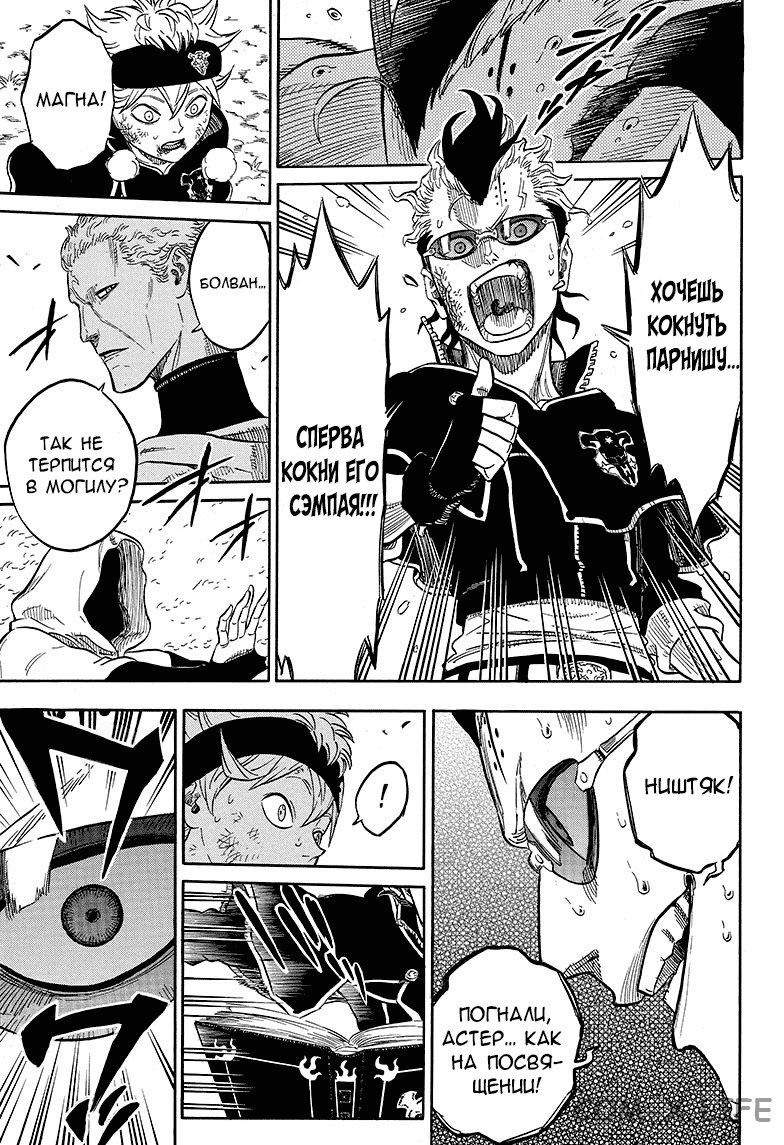 ХОЧЕШЬ
КОКНУТЬ
ПАРНИШУ...
СПЕРВА
КОКНИ ЕГО
СЭМПАЯ!!!
МАГНА!
БОЛВАН...
ТАК НЕ
ТЕРПИТСЯ
В МОГИЛУ?
НИШТЯК!
ПОГНАЛИ,
АСТЕР... КАК
НА ПОСВЯ-
ЩЕНИИ!
!